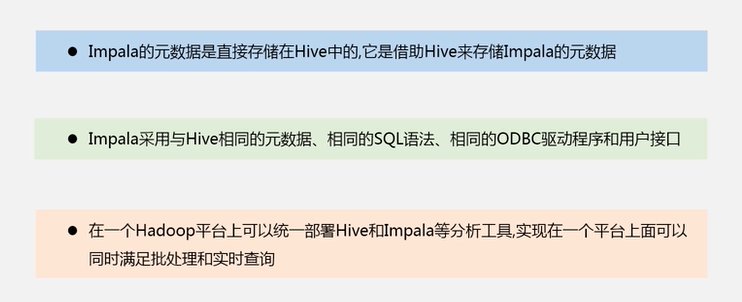 ● Impala的元数据是直接存储在Hive中的,它是借助Hive来存储Impala的元数据
● Impala采用与Hive相同的元数据、相同的SQL语法、相同的ODBC驱动程序和用户接口
● 在一个Hadoop平台上可以统一部署Hive和Impala等分析工具,实现在一个平台上面可以
同时满足批处理和实时查询